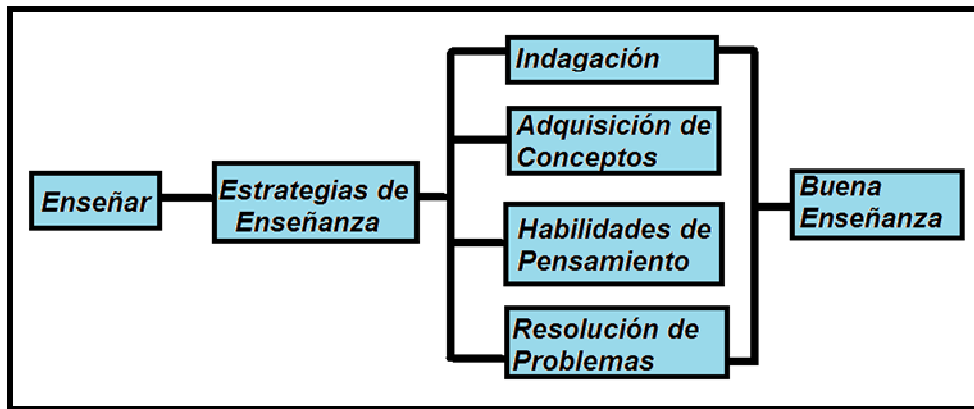 Enseñar
Estrategias de
Enseñanza
Indagación
Adquisición de
Conceptos
Habilidades de
Pensamiento
Resolución de
Problemas
Buena
Enseñanza